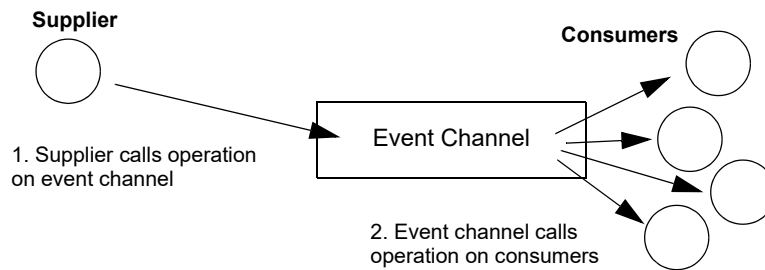 Supplier
Consumers
Event Channel
1. Supplier calls operation
on event channel
2. Event channel calls
operation on consumers